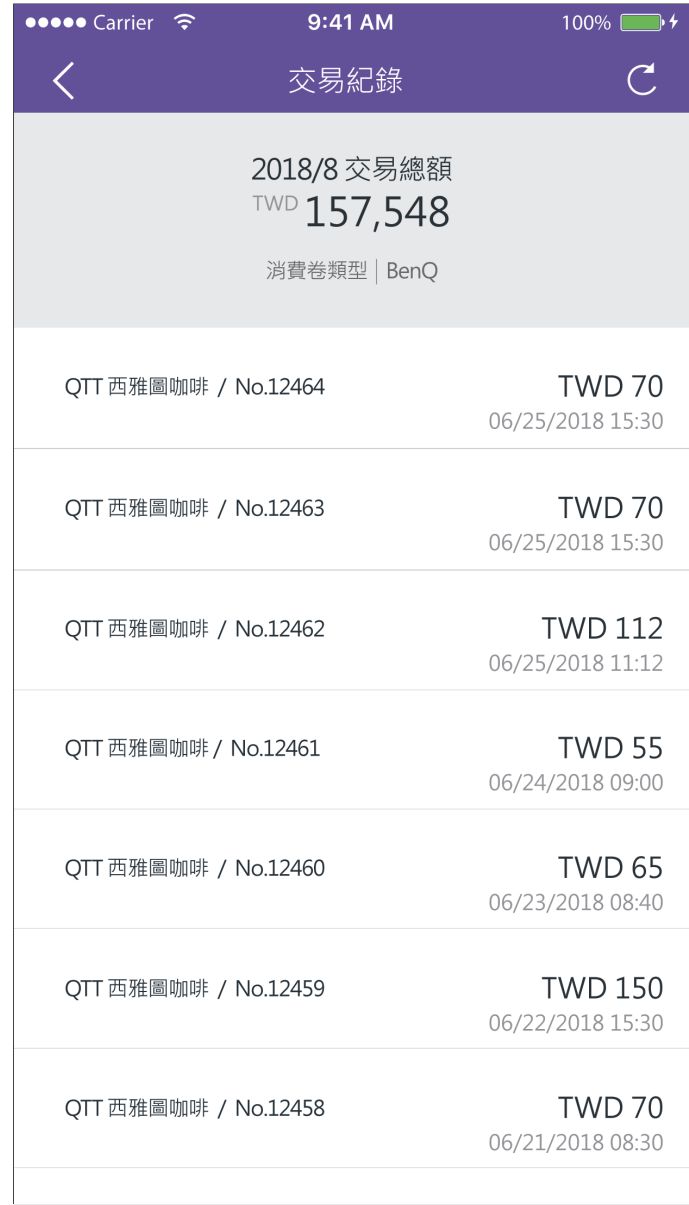 Carrier 9:41 AM 100%
交易紀錄
2018/8 交易總額
TWD 157,548
消費卷類型 | BenQ
QTT 西雅圖咖啡 / No.12464 TWD 70
06/25/2018 15:30
QTT 西雅圖咖啡 / No.12463 TWD 70
06/25/2018 15:30
QTT 西雅圖咖啡 / No.12462 TWD 112
06/25/2018 11:12
QTT 西雅圖咖啡 / No.12461 TWD 55
06/24/2018 09:00
QTT 西雅圖咖啡 / No.12460 TWD 65
06/23/2018 08:40
QTT 西雅圖咖啡 / No.12459 TWD 150
06/22/2018 15:30
QTT 西雅圖咖啡 / No.12458 TWD 70
06/21/2018 08:30